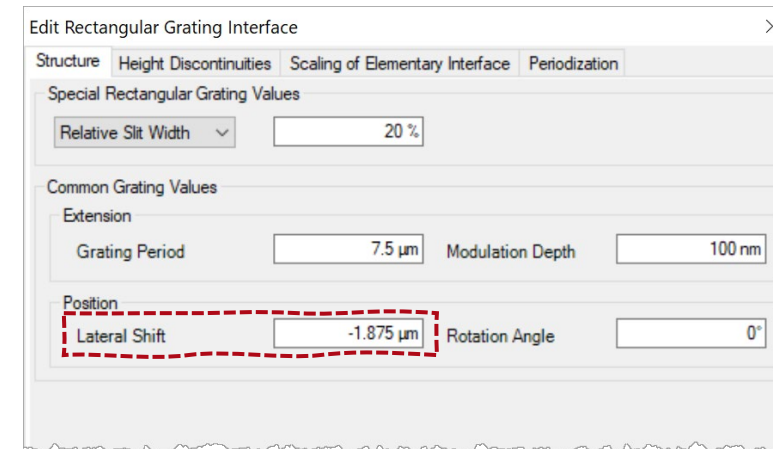 Edit Rectangular Grating Interface
Structure Height Discontinuities Scaling of Elementary Interface Periodization
Special Rectangular Grating Values
Relative Slit Width 20 %
Common Grating Values
Extension
Grating Period 7.5 µm Modulation Depth 100 nm
Position
Lateral Shift -1.875 µm Rotation Angle 0°